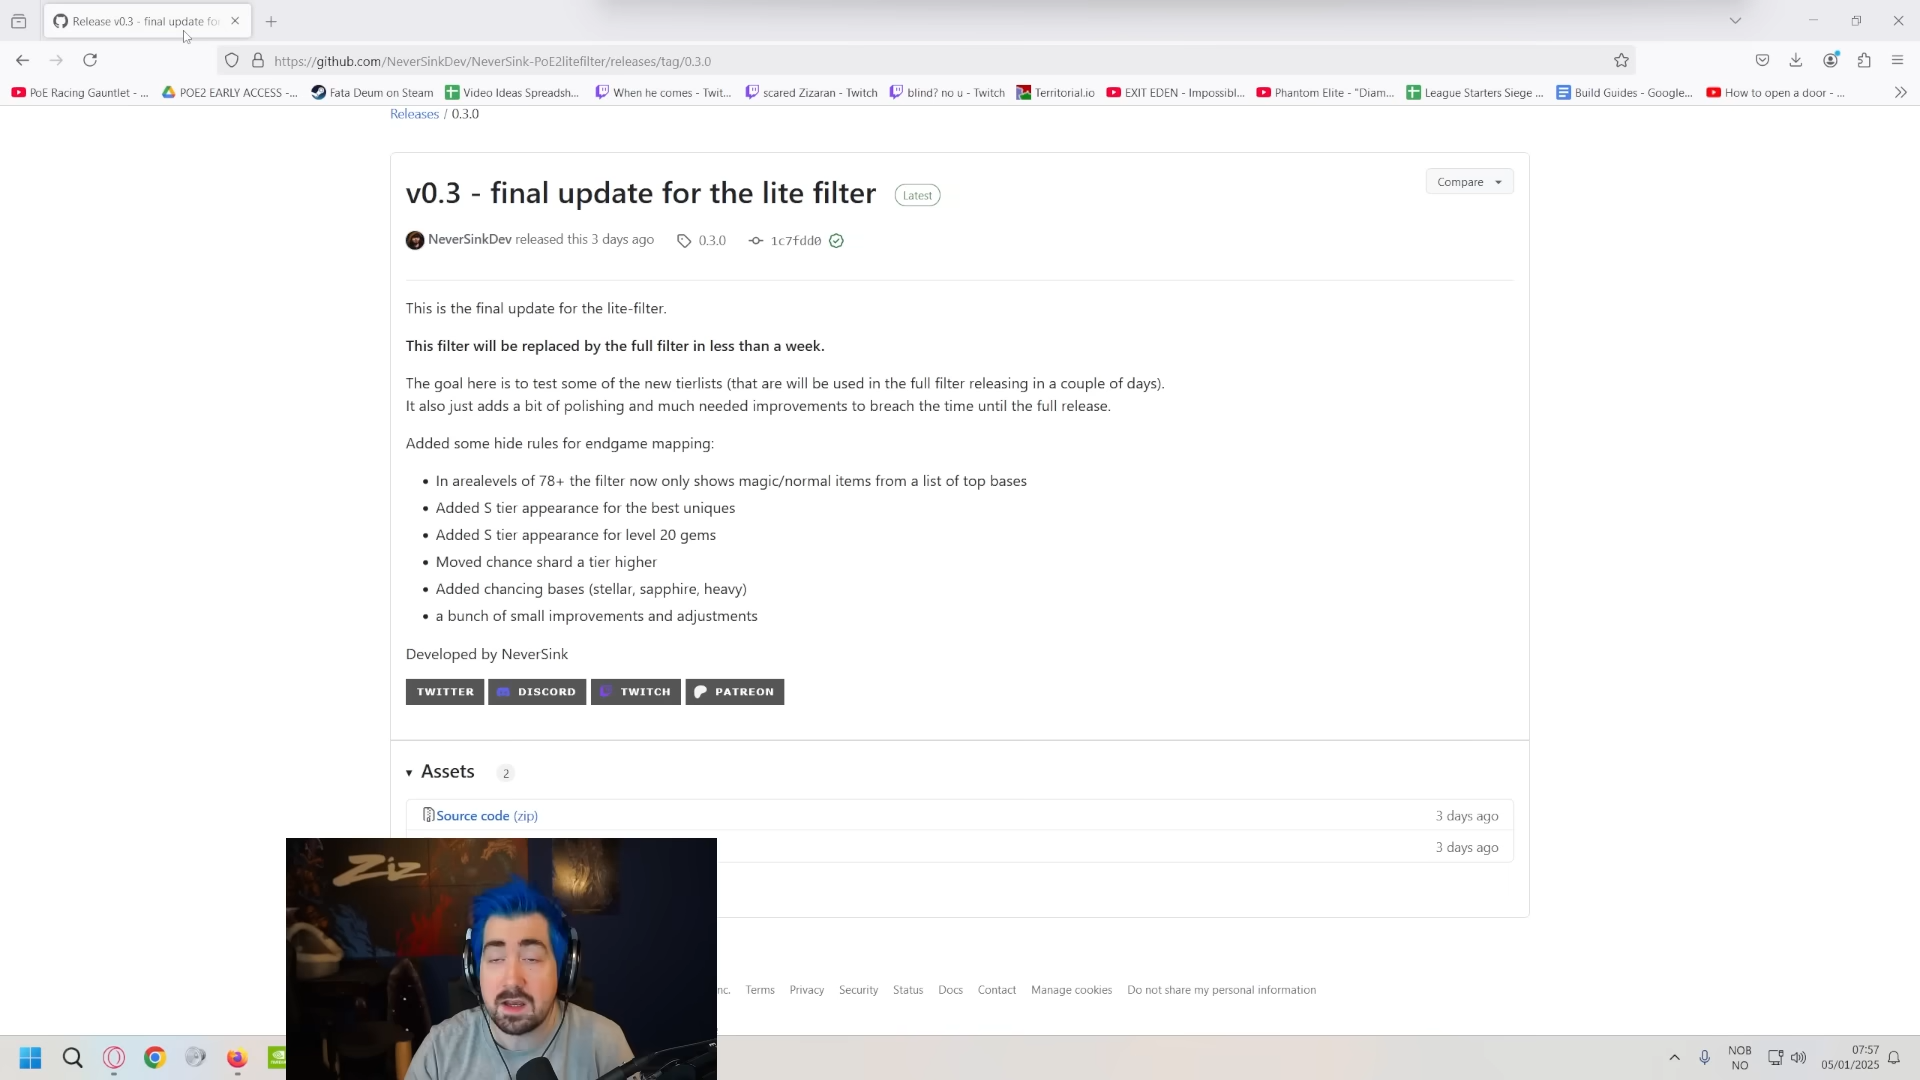 Release v0.3 - final update fo
https://github.com/NeverSinkDev/NeverSink-PoE2litefilter/releases/tag/0.3.0
PoE Racing Gauntlet - ...
POE2 EARLY ACCESS -...
Fata Deum on Steam
Video Ideas Spreadsh...
When he comes - Twit...
scared Zizaran - Twitch
blind? no u - Twitch
Territorial.io
EXIT EDEN - Impossibl...
Phantom Elite - "Diam...
League Starters Siege ...
Build Guides - Google...
How to open a door - ...
Releases / 0.3.0
v0.3 - final update for the lite filter
Latest
Compare
NeverSinkDev released this 3 days ago
0.3.0
1c7fdd0
This is the final update for the lite-filter.
This filter will be replaced by the full filter in less than a week.
The goal here is to test some of the new tierlists (that are will be used in the full filter releasing in a couple of days).
It also just adds a bit of polishing and much needed improvements to breach the time until the full release.
Added some hide rules for endgame mapping:
• In arealevels of 78+ the filter now only shows magic/normal items from a list of top bases
• Added S tier appearance for the best uniques
• Added S tier appearance for level 20 gems
• Moved chance shard a tier higher
• Added chancing bases (stellar, sapphire, heavy)
• a bunch of small improvements and adjustments
Developed by NeverSink
TWITTER
DISCORD
TWITCH
PATREON
Assets
2
Source code (zip)
3 days ago
3 days ago
Ziz
nc.
Terms
Privacy
Security
Status
Docs
Contact
Manage cookies
Do not share my personal information
NOB
NO
07:57
05/01/2025